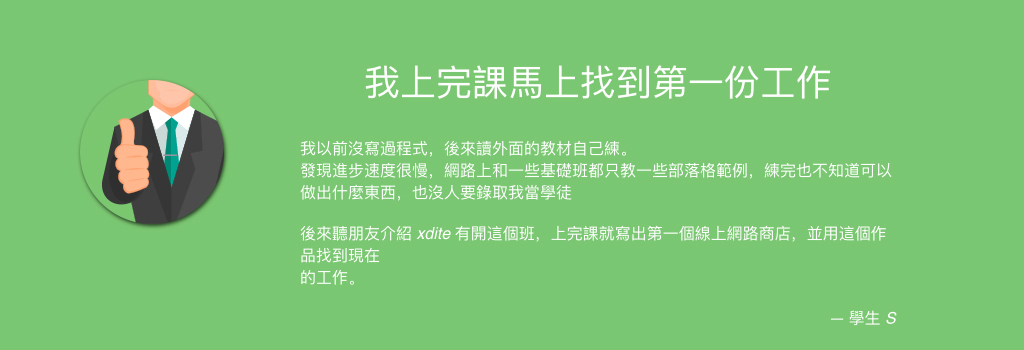 我上完課馬上找到第一份工作
我以前沒寫過程式，後來讀外面的教材自己練。
發現進步速度很慢，網路上和一些基礎班都只教一些部落格範例，練完也不知道可以
做出什麼東西，也沒人要錄取我當學徒
後來聽朋友介紹 xdite 有開這個班，上完課就寫出第一個線上網路商店，並用這個作
品找到現在
的工作。
— 學生 S